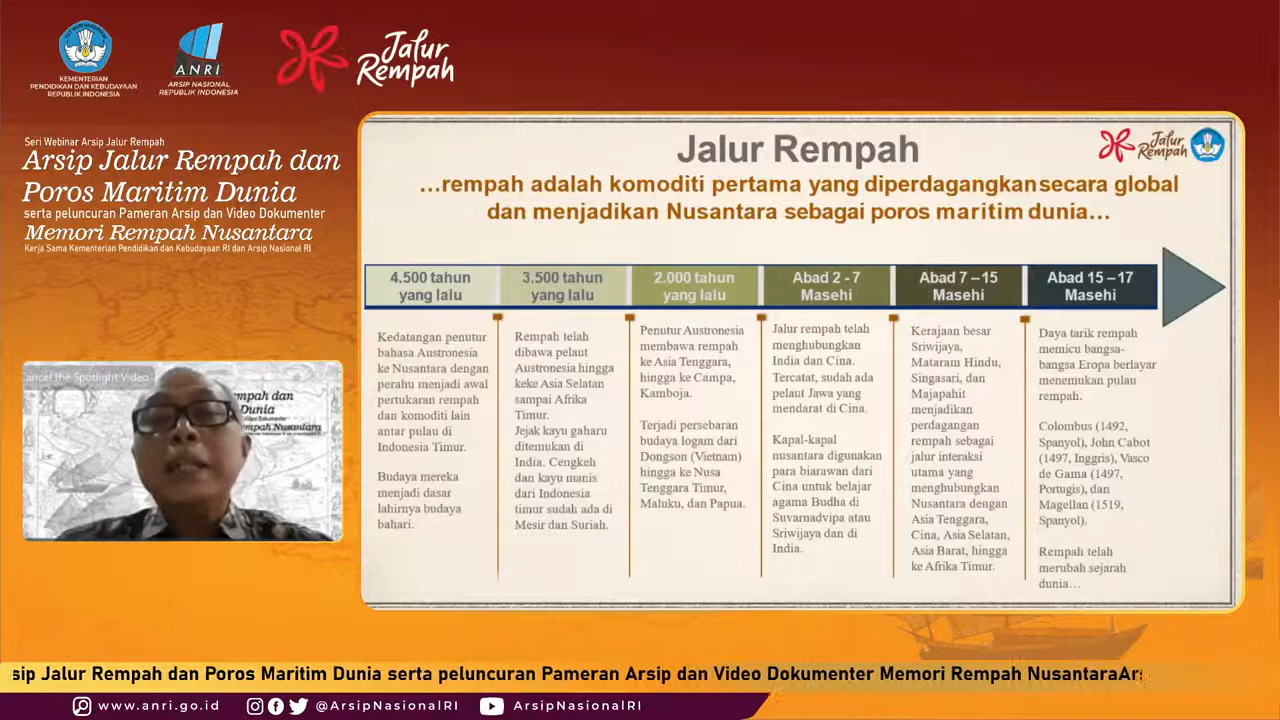 KEMENTERIAN
PENDIDIKAN DAN KEBUDAYAAN
REPUBLIK INDONESIA
ANRI
ARSIP NASIONAL
REPUBLIK INDONESIA
Jalur
Rempah
Seri Webinar Arsip Jalur Rempah
Arsip Jalur Rempah dan
Poros Maritim Dunia
serta peluncuran Pameran Arsip dan Video Dokumenter
Memori Rempah Nusantara
Kerja Sama Kementerian Pendidikan dan Kebudayaan RI dan Arsip Nasional RI
ancel the Spotlight Video
mpah dan
Dunia
Video Dokumenter
empah Nusantara
Jalur Rempah
Jalur
Rempah
…rempah adalah komoditi pertama yang diperdagangkansecara global
dan menjadikan Nusantara sebagai poros maritim dunia…
4.500 tahun
yang lalu
Kedatangan penutur
bahasa Austronesia
ke Nusantara dengan
perahu menjadi awal
pertukaran rempah
dan komoditi lain
antar pulau di
Indonesia Timur.
Budaya mereka
menjadi dasar
lahirnya budaya
bahari.
3.500 tahun
yang lalu
Rempah telah
dibawa pelaut
Austronesia hingga
keke Asia Selatan
sampai Afrika
Timur.
Jejak kayu gaharu
ditemukan di
India. Cengkeh
dan kayu manis
dari Indonesia
timur sudah ada di
Mesir dan Suriah.
2.000 tahun
yang lalu
Penutur Austronesia
membawa rempah
ke Asia Tenggara,
hingga ke Campa,
Kamboja.
Terjadi persebaran
budaya logam dari
Dongson (Vietnam)
hingga ke Nusa
Tenggara Timur,
Maluku, dan Papua.
Abad 2 - 7
Masehi
Jalur rempah telah
menghubungkan
India dan Cina.
Tercatat, sudah ada
pelaut Jawa yang
mendarat di Cina.
Kapal-kapal
nusantara digunakan
para biarawan dari
Cina untuk belajar
agama Budha di
Suvarnadvipa atau
Sriwijaya dan di
India.
Abad 7 – 15
Masehi
Kerajaan besar
Sriwijaya,
Mataram Hindu,
Singasari, dan
Majapahit
menjadikan
perdagangan
rempah sebagai
jalur interaksi
utama yang
menghubungkan
Nusantara dengan
Asia Tenggara,
Cina, Asia Selatan,
Asia Barat, hingga
ke Afrika Timur.
Abad 15 – 17
Masehi
Daya tarik rempah
memicu bangsa-
bangsa Eropa berlayar
menemukan pulau
rempah.
Colombus (1492,
Spanyol), John Cabot
(1497, Inggris), Vasco
de Gama (1497,
Portugis), dan
Magellan (1519,
Spanyol).
Rempah telah
merubah sejarah
dunia…
sip Jalur Rempah dan Poros Maritim Dunia serta peluncuran Pameran Arsip dan Video Dokumenter Memori Rempah NusantaraAr
www.anri.go.id @ArsipNasionalRI ArsipNasionalRI